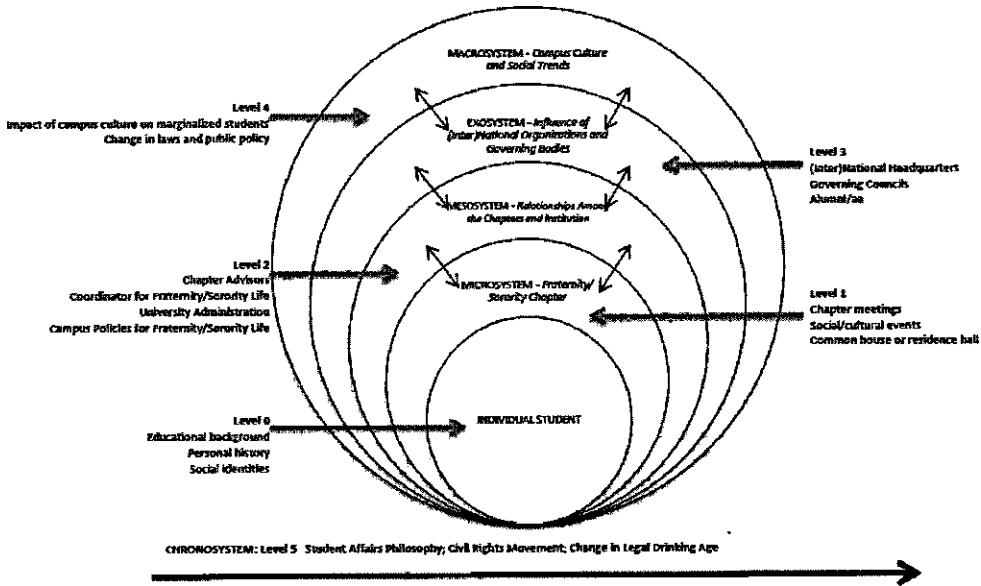 MACROSYSTEM - Campus Culture
and Social Trends
Level 4
Impact of campus culture on marginalized students
Change in laws and public policy
EXOSYSTEM - Influence of
(Inter)National Organizations and
Governing Bodies
Level 3
(Inter)National Headquarters
Governing Councils
Alumni/ae
MESOSYSTEM - Relationships Among
the Chapters and Institution
Level 2
Chapter Advisors
Coordinator for Fraternity/Sorority Life
University Administration
Campus Policies for Fraternity/Sorority Life
MICROSYSTEM - Fraternity/
Sorority Chapter
Level 1
Chapter meetings
Social/cultural events
Common house or residence hall
Level 0
Educational background
Personal history
Social identities
INDIVIDUAL STUDENT
CHRONOSYSTEM: Level 5 Student Affairs Philosophy; Civil Rights Movement; Change in Legal Drinking Age